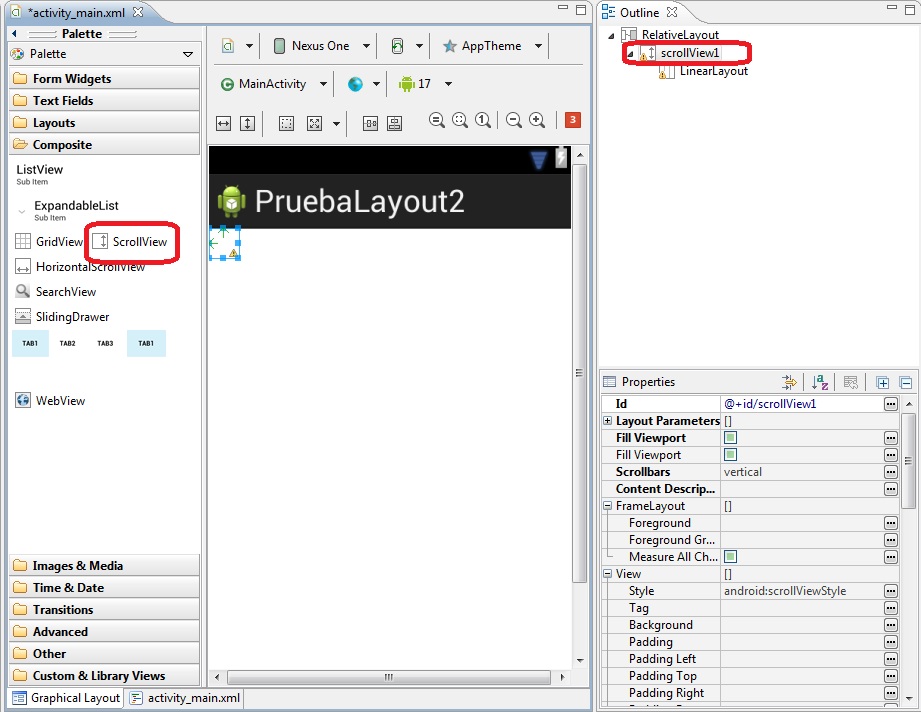 *activity_main.xml
Palette
Palette
Form Widgets
Text Fields
Layouts
Composite
ListView
Sub Item
ExpandableList
Sub Item
GridView
ScrollView
HorizontalScrollView
SearchView
SlidingDrawer
TAB1 TAB2 TAB3 TAB1
WebView
Images & Media
Time & Date
Transitions
Advanced
Other
Custom & Library Views
Graphical Layout
activity_main.xml
Nexus One
AppTheme
MainActivity
17
1
3
PruebaLayout2
Outline
RelativeLayout
scrollView1
LinearLayout
Properties
Id @+id/scrollView1
Layout Parameters []
Fill Viewport
Fill Viewport
Scrollbars vertical
Content Descrip...
FrameLayout []
Foreground
Foreground Gr...
Measure All Ch...
View []
Style android:scrollViewStyle
Tag
Background
Padding
Padding Left
Padding Top
Padding Right